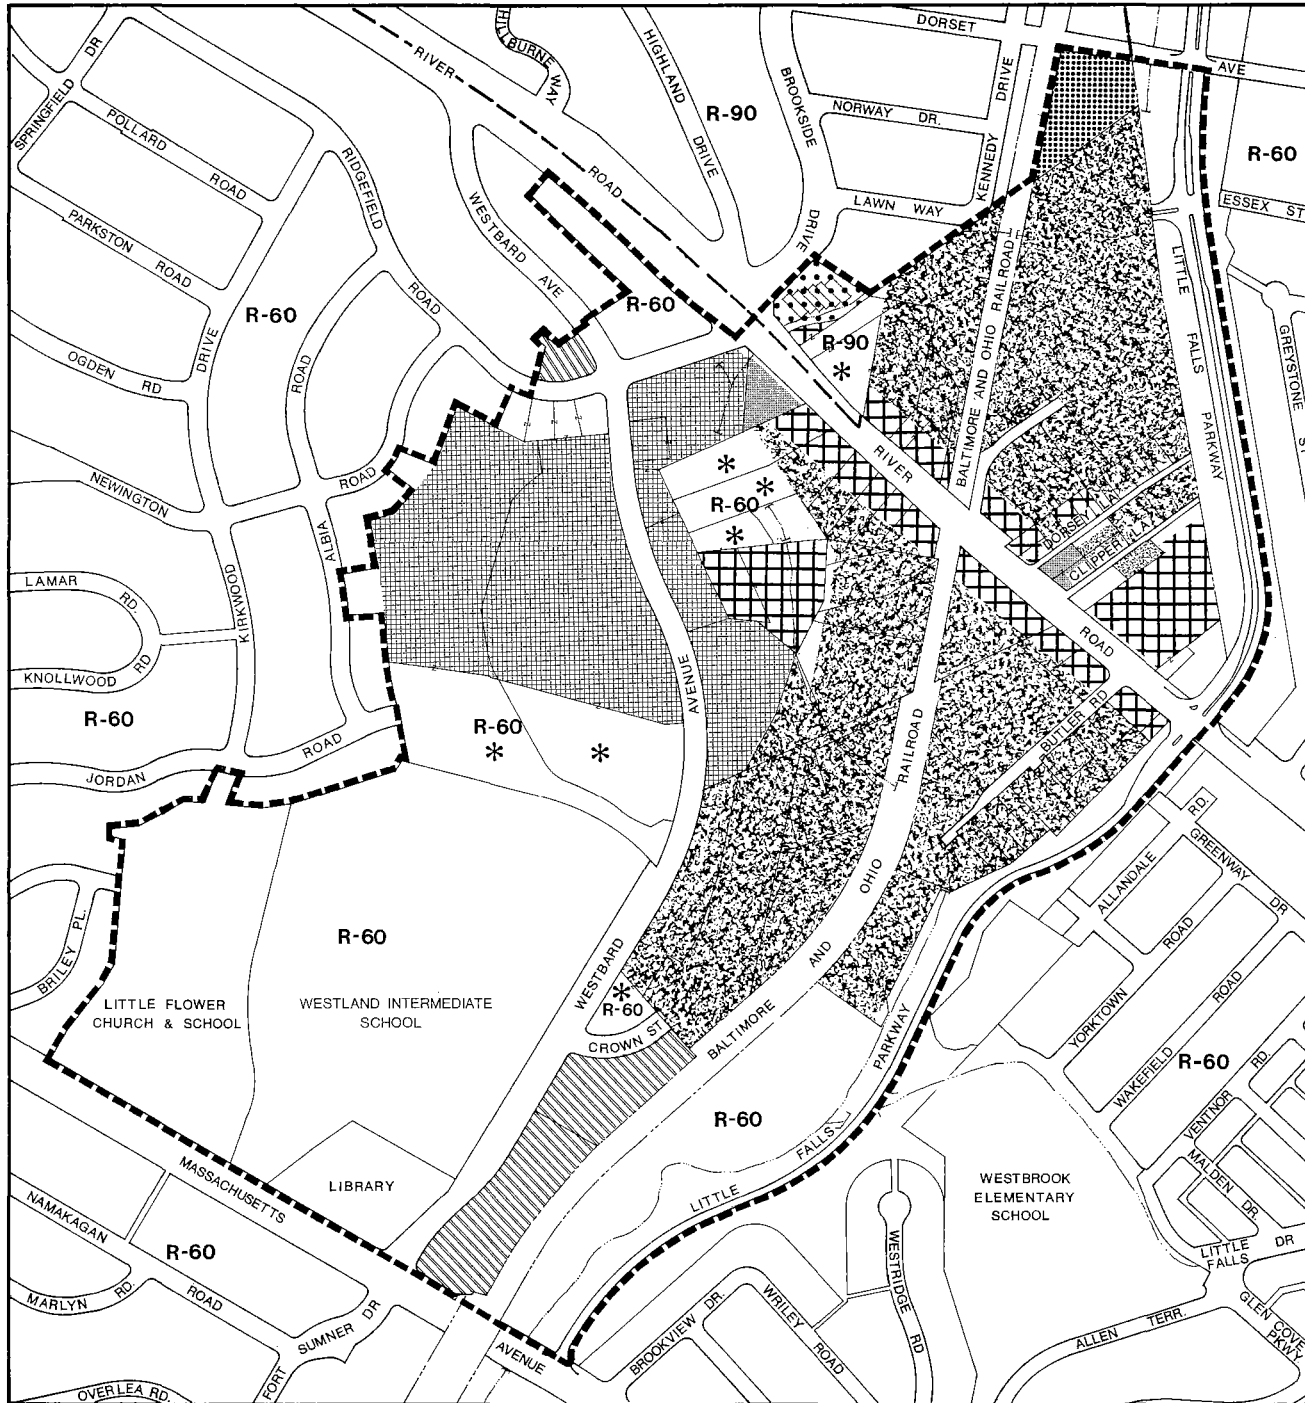 DORSET
AVE
SPRINGFIELD DR
POLLARD ROAD
PARKSTON ROAD
RIDGEFIELD ROAD
RIVER
ROAD
HILLBURNE WAY
HIGHLAND DRIVE
R-90
BROOKSIDE DRIVE
NORWAY DR.
KENNEDY DRIVE
LAWN WAY
R-60
ESSEX ST
WESTBARD AVE
R-60
R-60
OGDEN RD
DRIVE
ROAD
R-90
*
BALTIMORE AND OHIO RAILROAD
LITTLE FALLS PARKWAY
GREYSTONE ST
NEWINGTON
ROAD
ALBIA
KIRKWOOD
*
*
R-60
*
RIVER
ROAD
DORSEY LA
CLIPPER LA
LAMAR RD.
KNOLLWOOD RD
R-60
JORDAN ROAD
R-60
*
*
AVENUE
RAILROAD
BUTLER RD
OHIO
AND
BALTIMORE
RD.
ALLANDALE
GREENWAY DR
YORKTOWN ROAD
WAKEFIELD ROAD
R-60
VENTNOR RD
MALDEN DR.
LITTLE FALLS DR
GLEN COVE PKWY
BRILEY PL.
R-60
LITTLE FLOWER
CHURCH & SCHOOL
WESTLAND INTERMEDIATE
SCHOOL
WESTBARD
*
R-60
CROWN ST
R-60
PARKWAY
FALLS
LITTLE
WESTBROOK
ELEMENTARY
SCHOOL
LIBRARY
MASSACHUSETTS
AVENUE
NAMAKAGAN
ROAD
R-60
MARLYN RD.
FORT SUMNER DR
OVERLEA RD.
BROOKVIEW DR.
WRILEY ROAD
WESTRIDGE RD
ALLEN TERR.